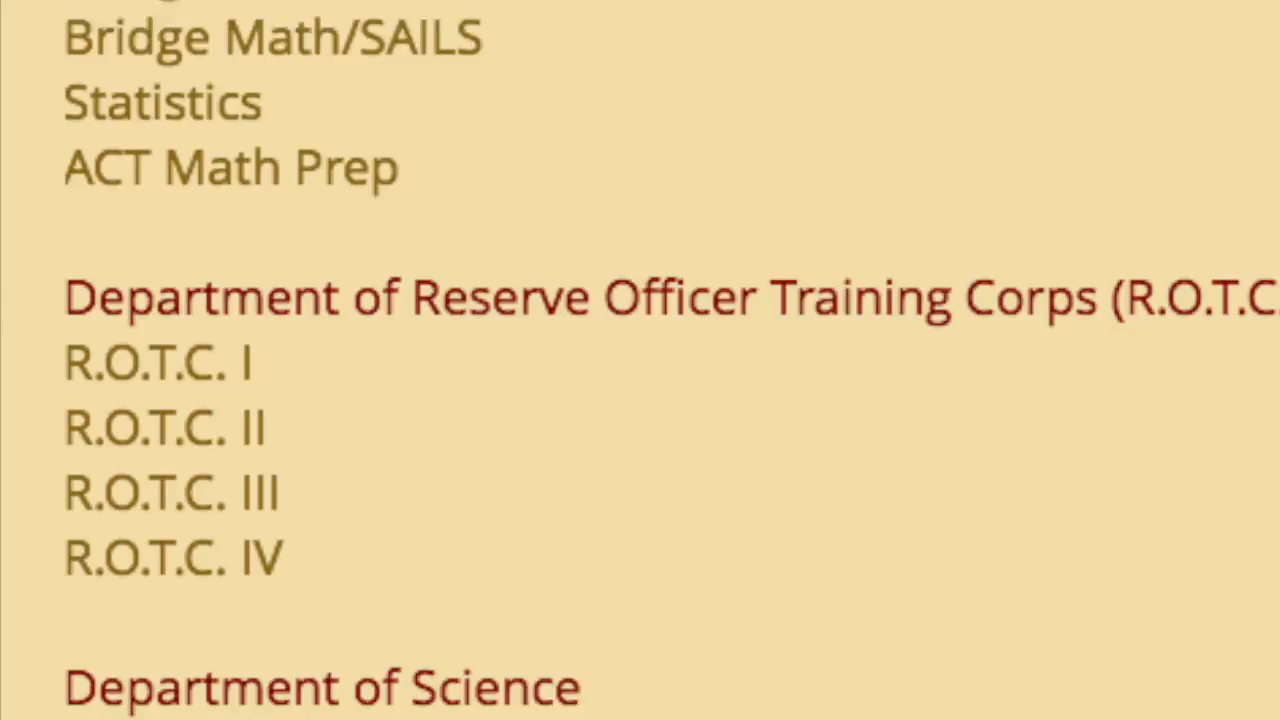 Bridge Math/SAILS
Statistics
ACT Math Prep
Department of Reserve Officer Training Corps (R.O.T.C.
R.O.T.C. I
R.O.T.C. II
R.O.T.C. III
R.O.T.C. IV
Department of Science